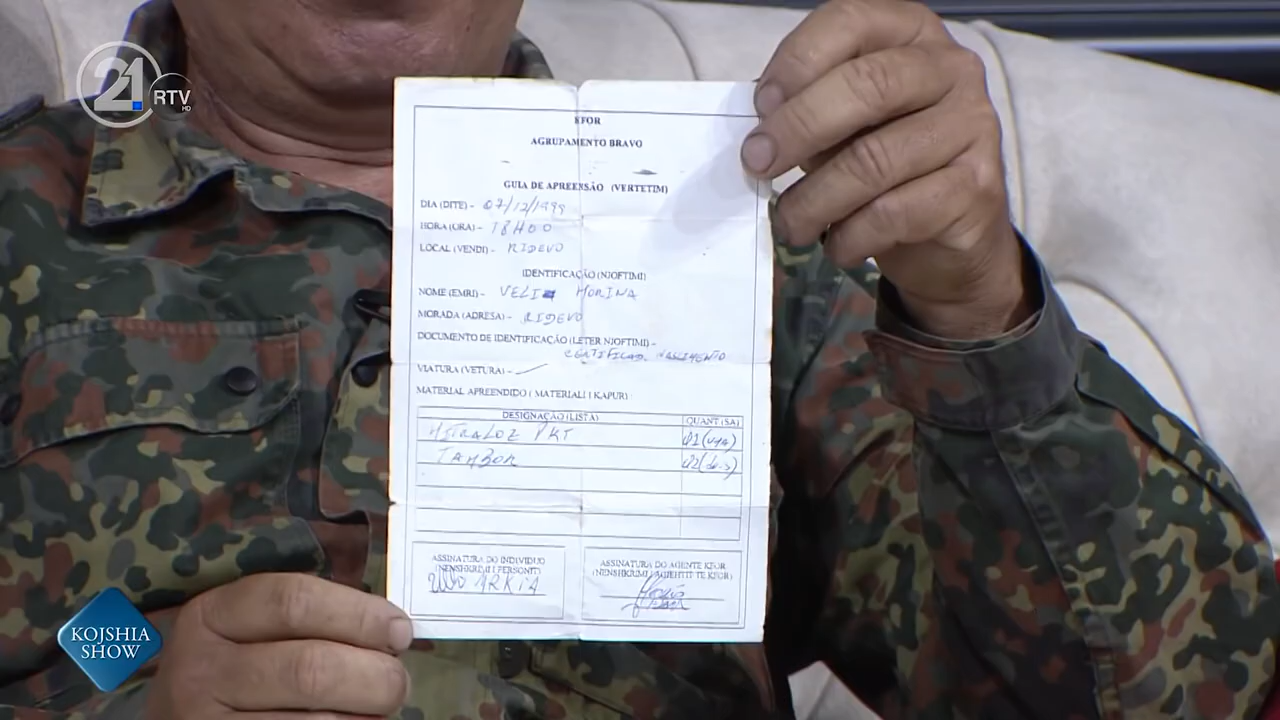 21 RTV HD
KFOR
AGRUPAMENTO BRAVO
GUIA DE APREENSÃO (VERTETIM)
DIA (DITE) - 07/12/1999
HORA (ORA) - 18H00
LOCAL (VENDI) - RIDEVO
IDENTIFICAÇÃO (NJOFTIMI)
NOME (EMRI) - VELI MORINA
MORADA (ADRESA) - RIDEVO
DOCUMENTO DE IDENTIFICAÇÃO (LETER NJOFTIMI) -
NASCIMENTO
VIATURA (VETURA) -
MATERIAL APREENDIDO ( MATERIALI I KAPUR) :
DESIGNAÇÃO (LISTA) QUANT (SA)
PKT 01 (uma)
TAMBOR 02 (dois)
ASSINATURA DO INDIVIDUO
(NENSHKRIMI I PERSONIT)
ASSINATURA DO AGENTE KFOR
(NENSHKRIMI I AGJENTIT TE KFOR)
KOJSHIA
SHOW